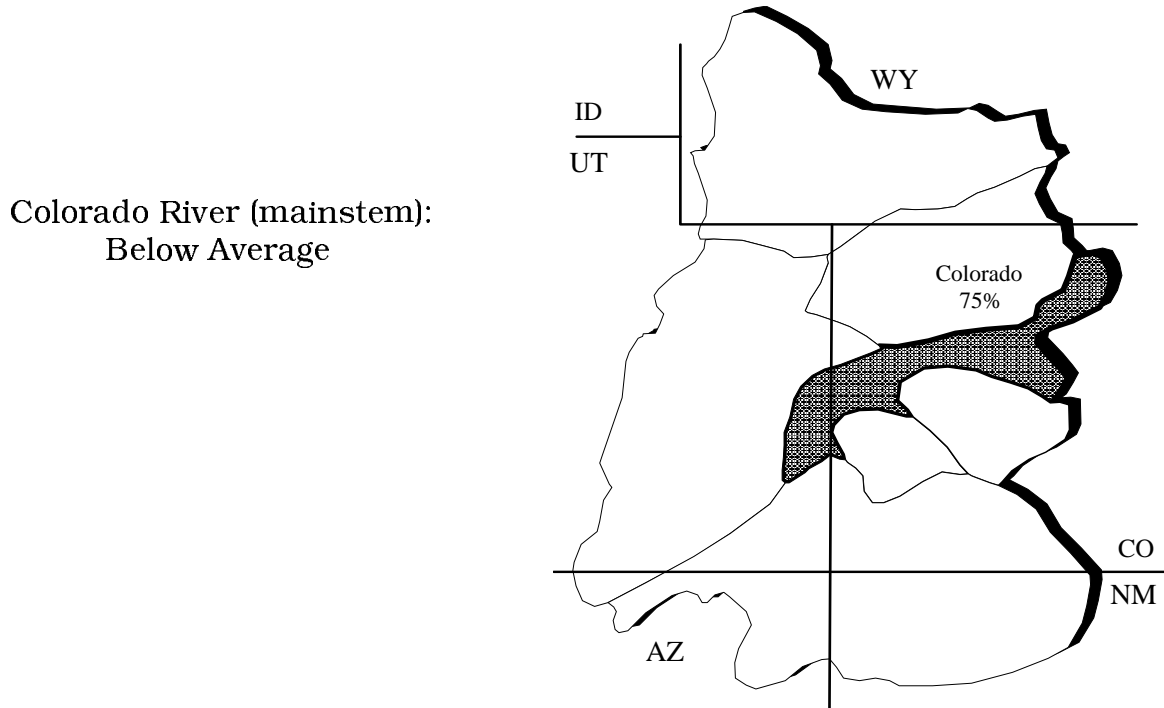 WY
ID
UT
Colorado River (mainstem):
Below Average
Colorado
75%
CO
NM
AZ